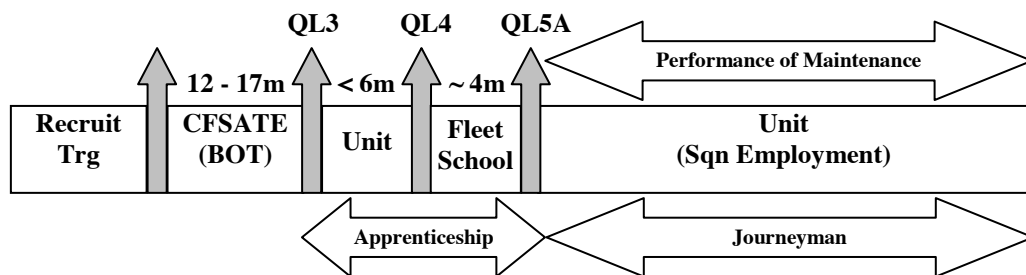 QL3
QL4
QL5A
Performance of Maintenance
12 - 17m
< 6m
~ 4m
Recruit
Trg
CFSATE
(BOT)
Unit
Fleet
School
Unit
(Sqn Employment)
Apprenticeship
Journeyman